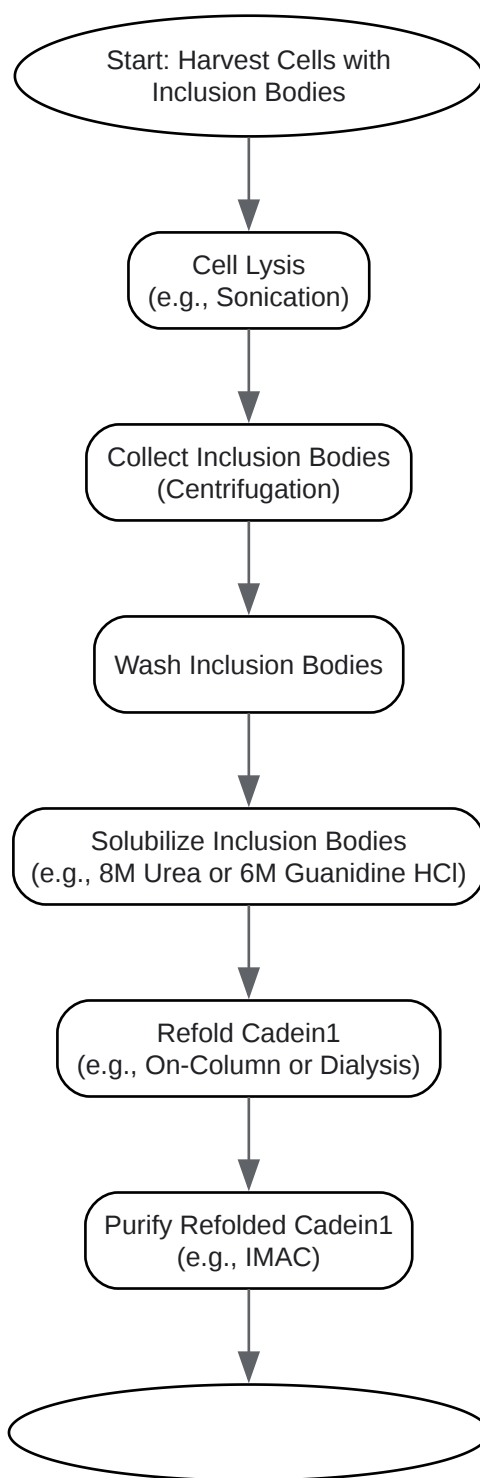 Start: Harvest Cells with
Inclusion Bodies
Cell Lysis
(e.g., Sonication)
Collect Inclusion Bodies
(Centrifugation)
Wash Inclusion Bodies
Solubilize Inclusion Bodies
(e.g., 8M Urea or 6M Guanidine HCl)
Refold Cadein1
(e.g., On-Column or Dialysis)
Purify Refolded Cadein1
(e.g., IMAC)